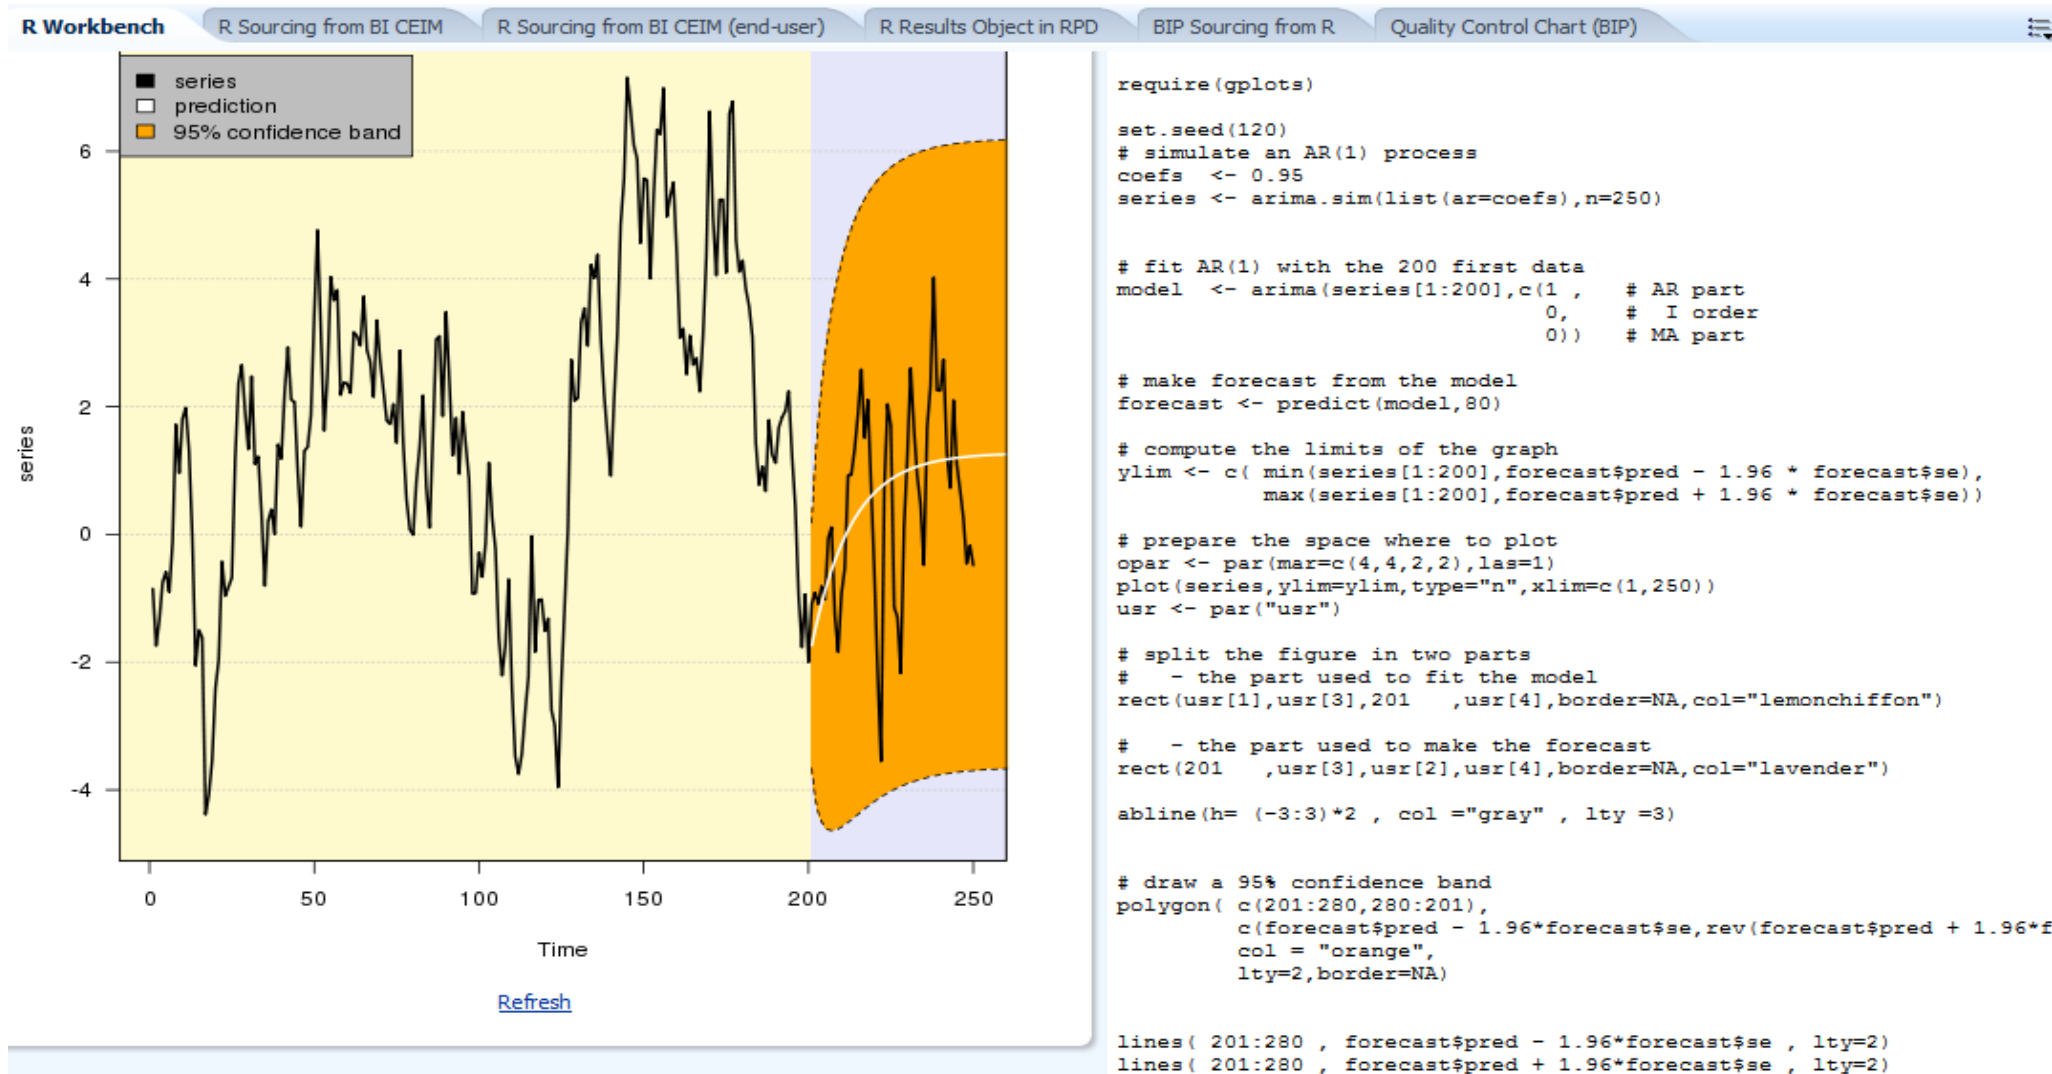 R Workbench R Sourcing from BI CEIM R Sourcing from BI CEIM (end-user) R Results Object in RPD BIP Sourcing from R Quality Control Chart (BIP)
series
prediction
95% confidence band
6
4
2
0
-2
-4
series
0 50 100 150 200 250
Time
Refresh
require(gplots)
set.seed(120)
# simulate an AR(1) process
coefs <- 0.95
series <- arima.sim(list(ar=coefs),n=250)
# fit AR(1) with the 200 first data
model <- arima(series[1:200],c(1 , # AR part
0, # I order
0)) # MA part
# make forecast from the model
forecast <- predict(model,80)
# compute the limits of the graph
ylim <- c( min(series[1:200],forecast$pred - 1.96 * forecast$se),
max(series[1:200],forecast$pred + 1.96 * forecast$se))
# prepare the space where to plot
opar <- par(mar=c(4,4,2,2),las=1)
plot(series,ylim=ylim,type="n",xlim=c(1,250))
usr <- par("usr")
# split the figure in two parts
# - the part used to fit the model
rect(usr[1],usr[3],201 ,usr[4],border=NA,col="lemonchiffon")
# - the part used to make the forecast
rect(201 ,usr[3],usr[2],usr[4],border=NA,col="lavender")
abline(h= (-3:3)*2 , col ="gray" , lty =3)
# draw a 95% confidence band
polygon( c(201:280,280:201),
c(forecast$pred - 1.96*forecast$se,rev(forecast$pred + 1.96*f
col = "orange",
lty=2,border=NA)
lines( 201:280 , forecast$pred - 1.96*forecast$se , lty=2)
lines( 201:280 , forecast$pred + 1.96*forecast$se , lty=2)